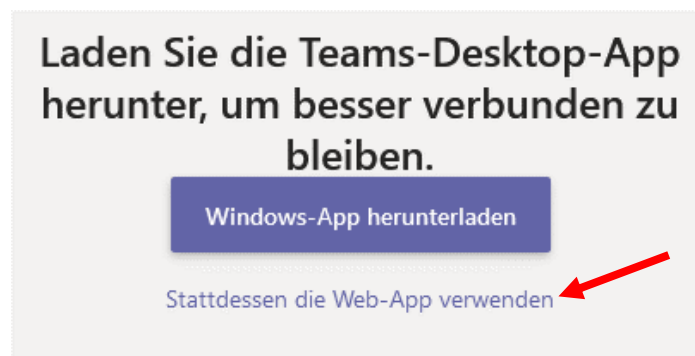 Laden Sie die Teams-Desktop-App
herunter, um besser verbunden zu
bleiben.
Windows-App herunterladen
Stattdessen die Web-App verwenden